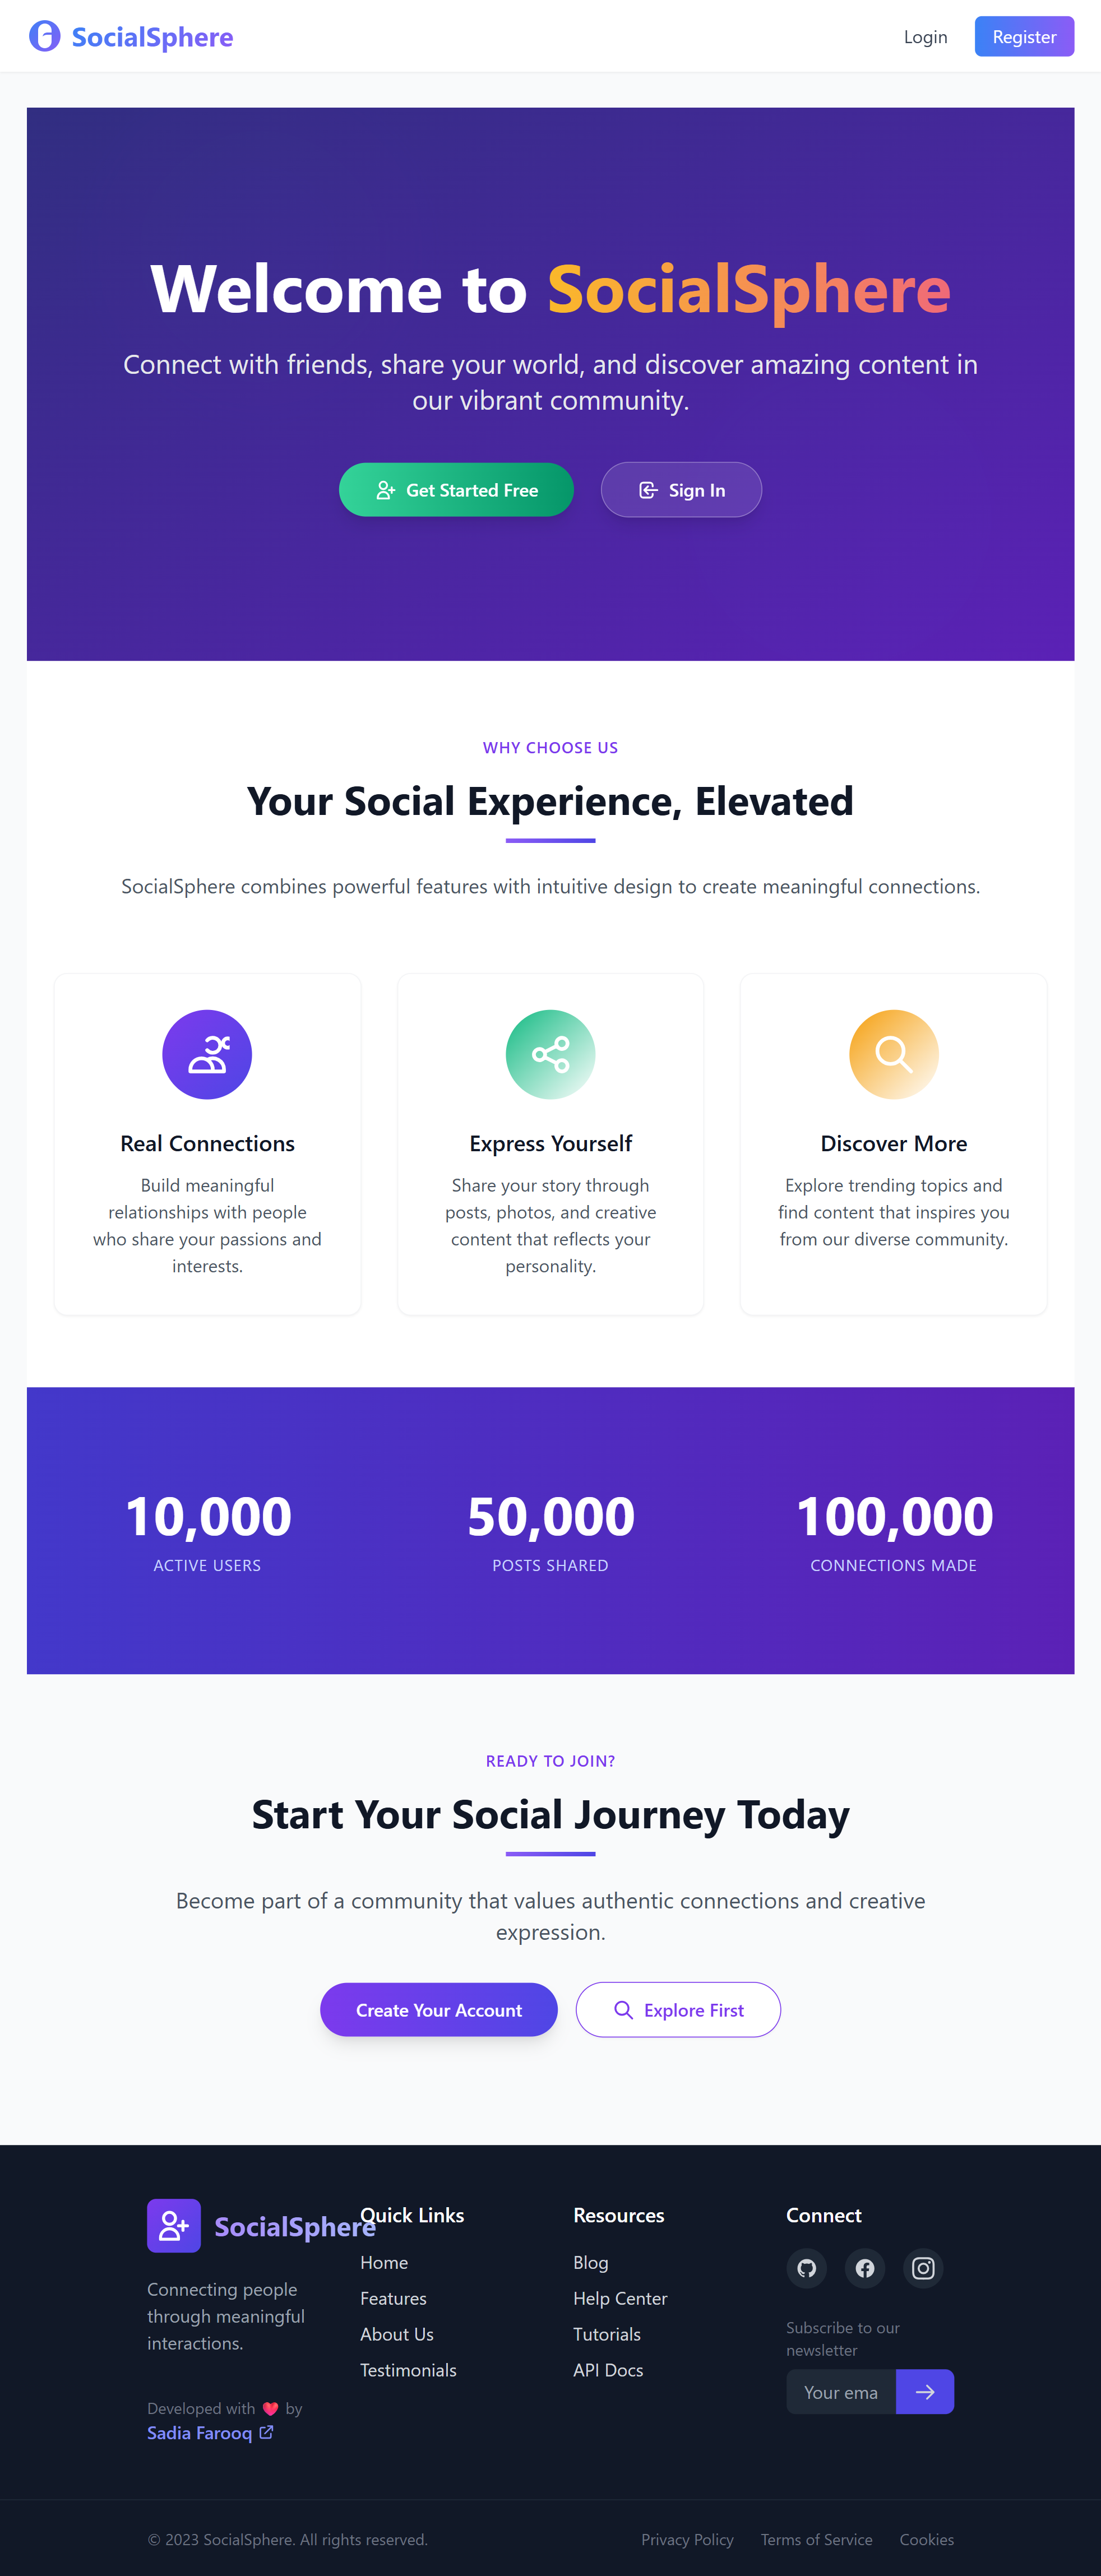 SocialSphere
Login
Register
Welcome to SocialSphere
Connect with friends, share your world, and discover amazing content in
our vibrant community.
Get Started Free
Sign In
WHY CHOOSE US
Your Social Experience, Elevated
SocialSphere combines powerful features with intuitive design to create meaningful connections.
Real Connections
Build meaningful
relationships with people
who share your passions and
interests.
Express Yourself
Share your story through
posts, photos, and creative
content that reflects your
personality.
Discover More
Explore trending topics and
find content that inspires you
from our diverse community.
10,000
ACTIVE USERS
50,000
POSTS SHARED
100,000
CONNECTIONS MADE
READY TO JOIN?
Start Your Social Journey Today
Become part of a community that values authentic connections and creative
expression.
Create Your Account
Explore First
SocialSphere
Connecting people
through meaningful
interactions.
Developed with ❤️ by
Sadia Farooq
Quick Links
Home
Features
About Us
Testimonials
Resources
Blog
Help Center
Tutorials
API Docs
Connect
Subscribe to our
newsletter
Your ema
© 2023 SocialSphere. All rights reserved.
Privacy Policy
Terms of Service
Cookies